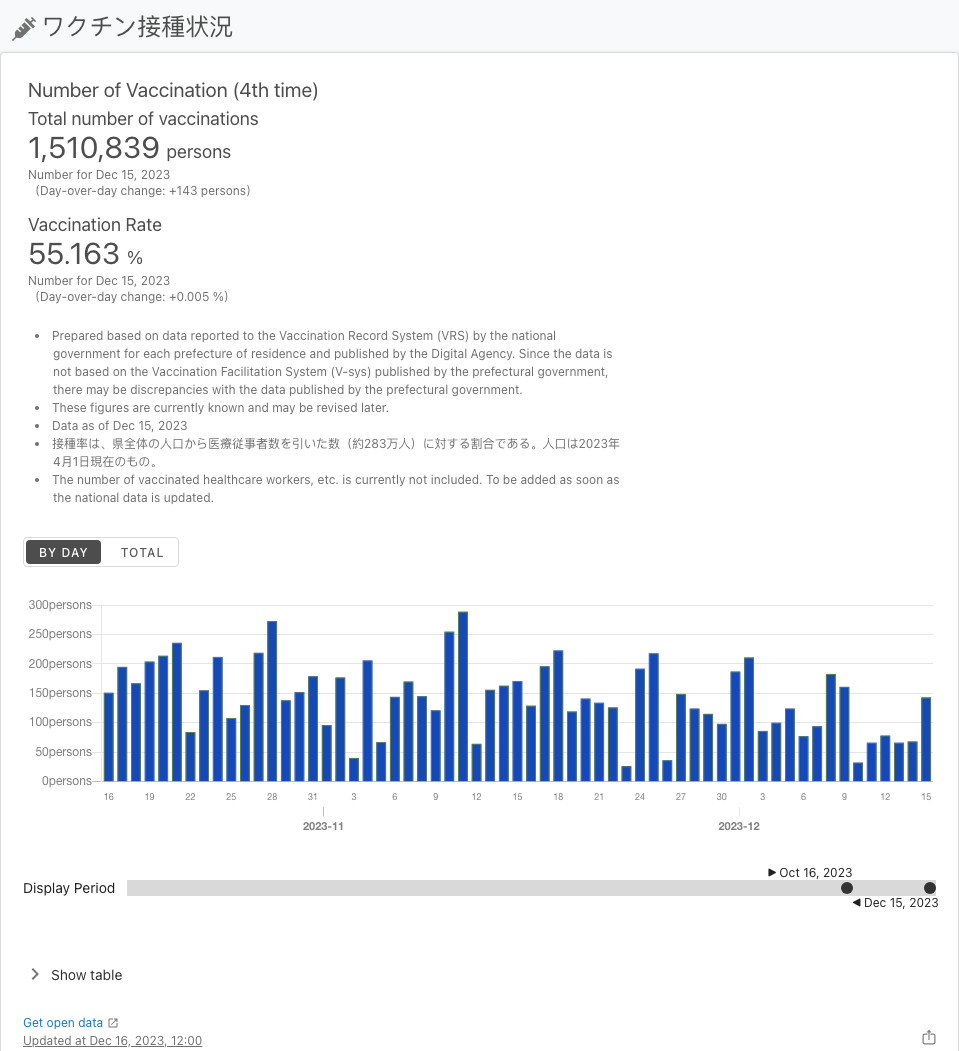 ワクチン接種状況
Number of Vaccination (4th time)
Total number of vaccinations
1,510,839 persons
Number for Dec 15, 2023
(Day-over-day change: +143 persons)
Vaccination Rate
55.163 %
Number for Dec 15, 2023
(Day-over-day change: +0.005 %)
• Prepared based on data reported to the Vaccination Record System (VRS) by the national
government for each prefecture of residence and published by the Digital Agency. Since the data is
not based on the Vaccination Facilitation System (V-sys) published by the prefectural government,
there may be discrepancies with the data published by the prefectural government.
• These figures are currently known and may be revised later.
• Data as of Dec 15, 2023
• 接種率は、県全体の人口から医療従事者数を引いた数（約283万人）に対する割合である。人口は2023年
4月1日現在のもの。
• The number of vaccinated healthcare workers, etc. is currently not included. To be added as soon as
the national data is updated.
BY DAY TOTAL
300persons
250persons
200persons
150persons
100persons
50persons
0persons
16 19 22 25 28 31 3 6 9 12 15 18 21 24 27 30 3 6 9 12 15
2023-11 2023-12
Oct 16, 2023
Display Period
Dec 15, 2023
Show table
Get open data
Updated at Dec 16, 2023, 12:00